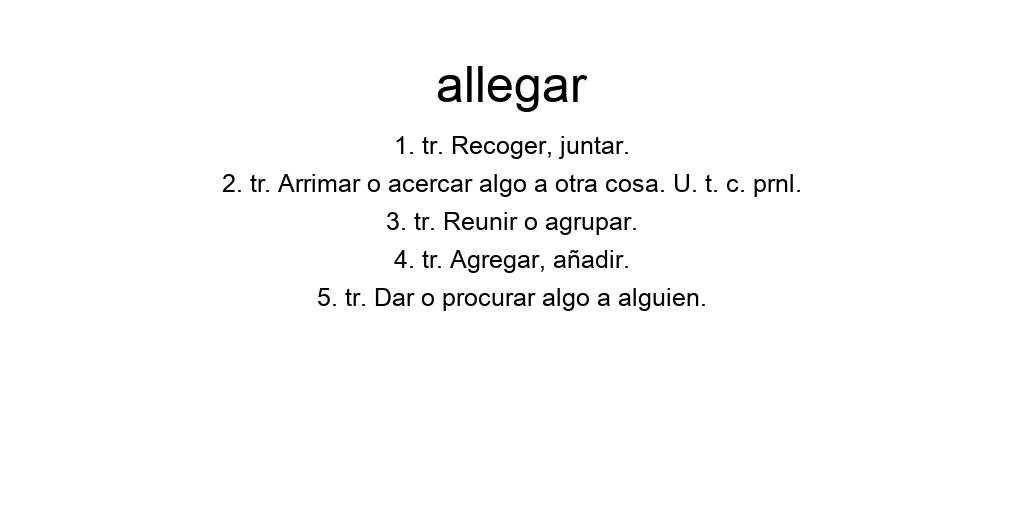 allegar
1. tr. Recoger, juntar.
2. tr. Arrimar o acercar algo a otra cosa. U. t. c. prnl.
3. tr. Reunir o agrupar.
4. tr. Agregar, añadir.
5. tr. Dar o procurar algo a alguien.